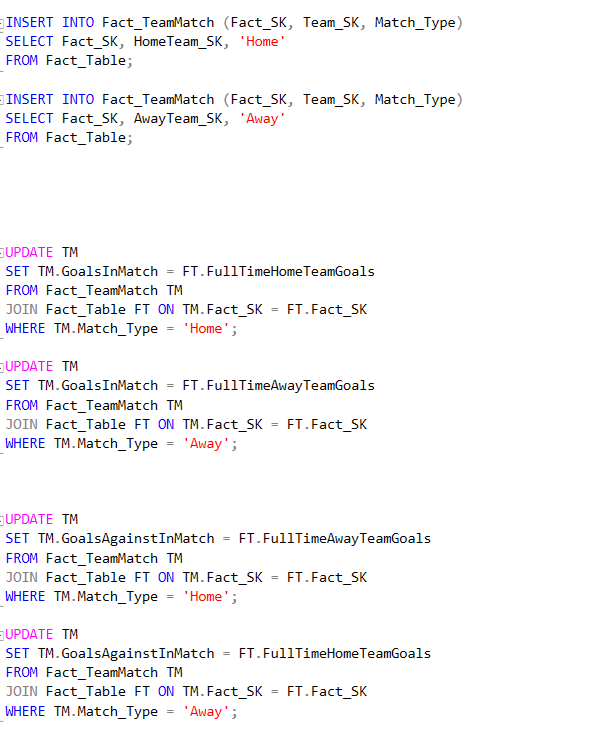 INSERT INTO Fact_TeamMatch (Fact_SK, Team_SK, Match_Type)
SELECT Fact_SK, HomeTeam_SK, 'Home'
FROM Fact_Table;
INSERT INTO Fact_TeamMatch (Fact_SK, Team_SK, Match_Type)
SELECT Fact_SK, AwayTeam_SK, 'Away'
FROM Fact_Table;
UPDATE TM
SET TM.GoalsInMatch = FT.FullTimeHomeTeamGoals
FROM Fact_TeamMatch TM
JOIN Fact_Table FT ON TM.Fact_SK = FT.Fact_SK
WHERE TM.Match_Type = 'Home';
UPDATE TM
SET TM.GoalsInMatch = FT.FullTimeAwayTeamGoals
FROM Fact_TeamMatch TM
JOIN Fact_Table FT ON TM.Fact_SK = FT.Fact_SK
WHERE TM.Match_Type = 'Away';
UPDATE TM
SET TM.GoalsAgainstInMatch = FT.FullTimeAwayTeamGoals
FROM Fact_TeamMatch TM
JOIN Fact_Table FT ON TM.Fact_SK = FT.Fact_SK
WHERE TM.Match_Type = 'Home';
UPDATE TM
SET TM.GoalsAgainstInMatch = FT.FullTimeHomeTeamGoals
FROM Fact_TeamMatch TM
JOIN Fact_Table FT ON TM.Fact_SK = FT.Fact_SK
WHERE TM.Match_Type = 'Away';